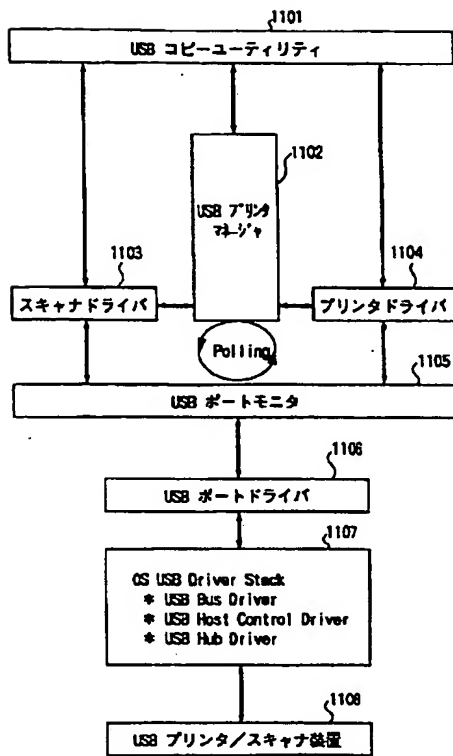 1101
USB コピーユーティリティ
1102
USB プリンタ
マネージャ
1103
スキャナドライバ
1104
プリンタドライバ
Polling
1105
USB ポートモニタ
1106
USB ポートドライバ
1107
OS USB Driver Stack
* USB Bus Driver
* USB Host Control Driver
* USB Hub Driver
1108
USB プリンタ/スキャナ装置